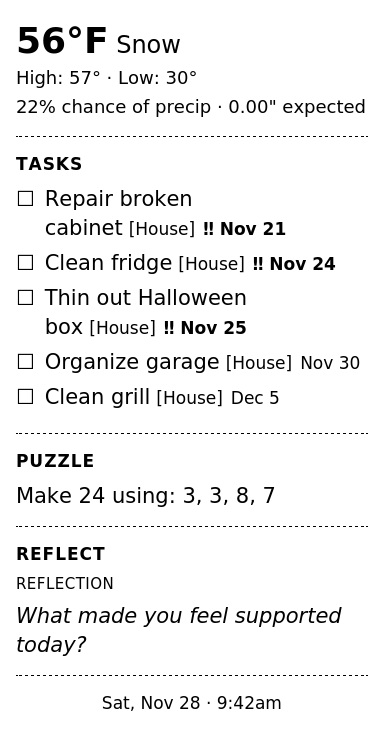 56°F Snow
High: 57° · Low: 30°
22% chance of precip · 0.00" expected
TASKS
☐ Repair broken
cabinet [House] ‼ Nov 21
☐ Clean fridge [House] ‼ Nov 24
☐ Thin out Halloween
box [House] ‼ Nov 25
☐ Organize garage [House] Nov 30
☐ Clean grill [House] Dec 5
PUZZLE
Make 24 using: 3, 3, 8, 7
REFLECT
REFLECTION
What made you feel supported
today?
Sat, Nov 28 · 9:42am